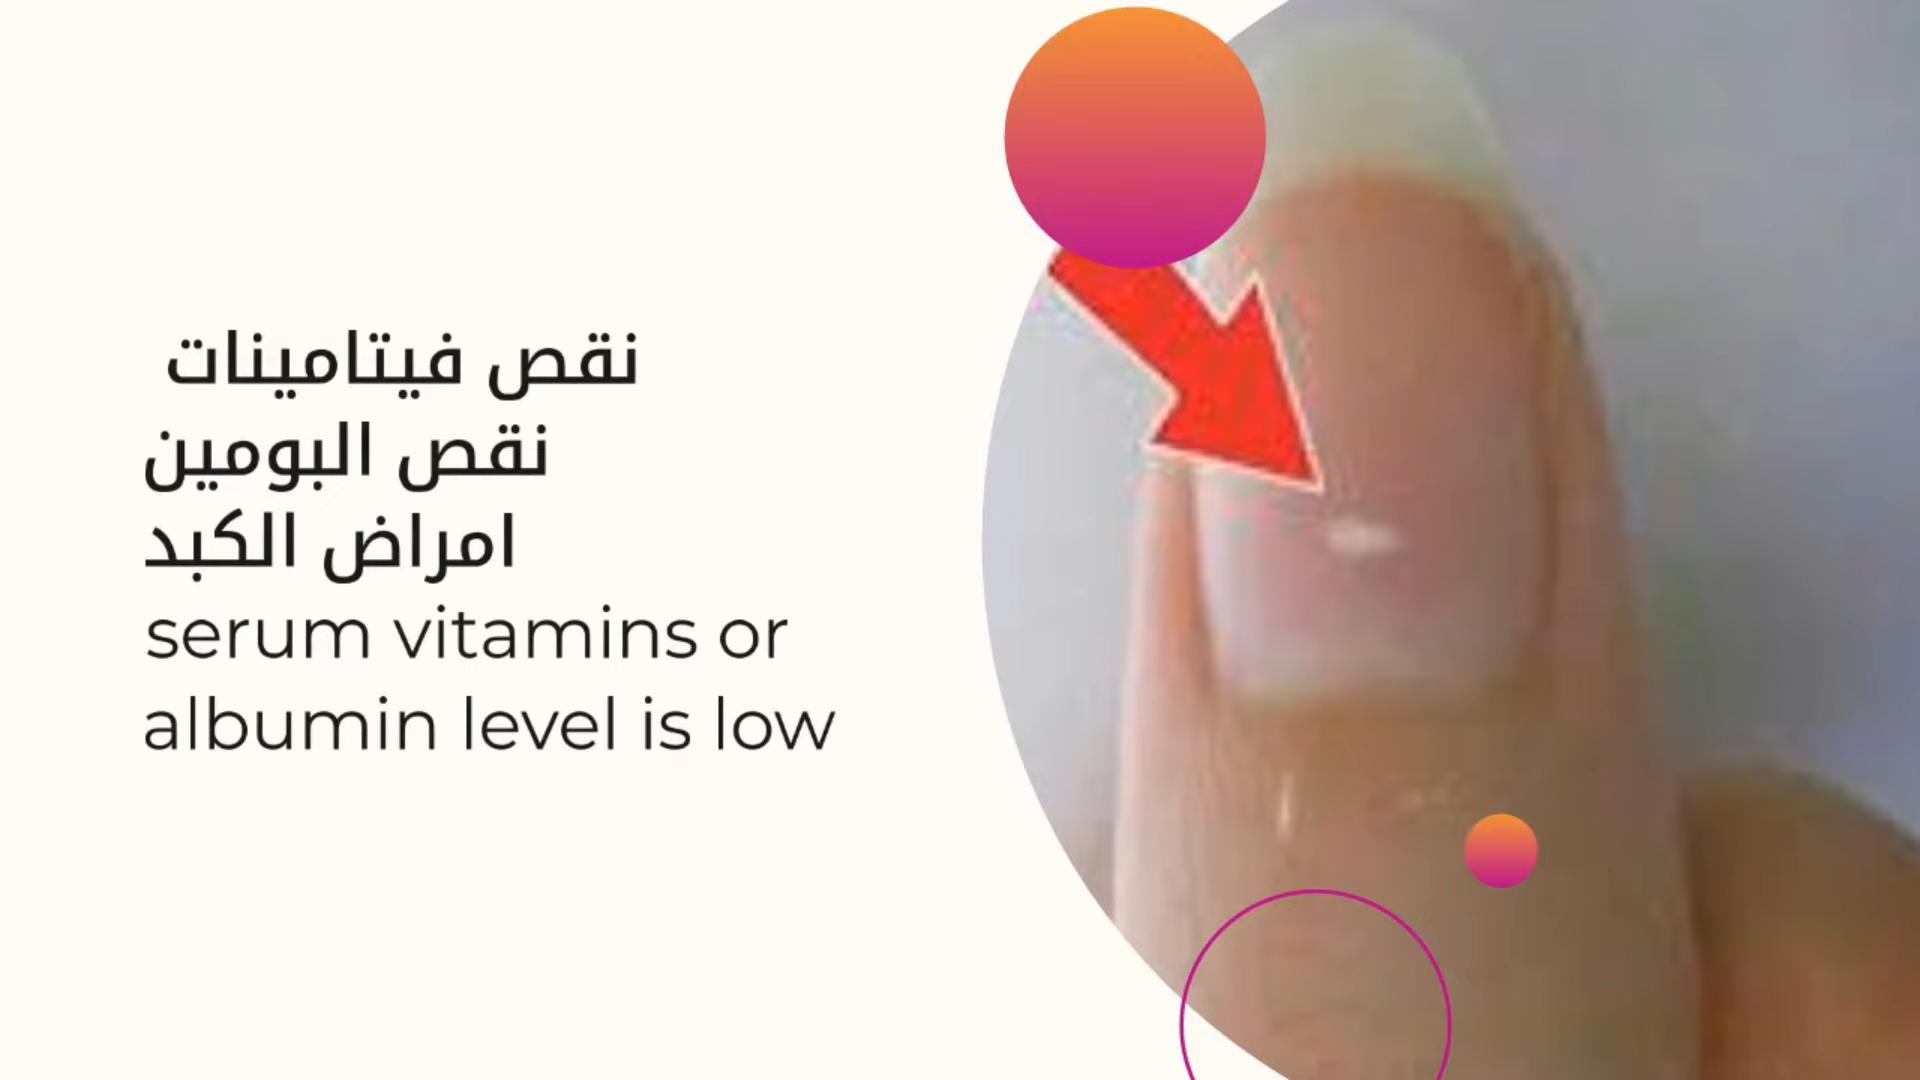 نقص فيتامينات
نقص البومين
امراض الكبد
serum vitamins or
albumin level is low